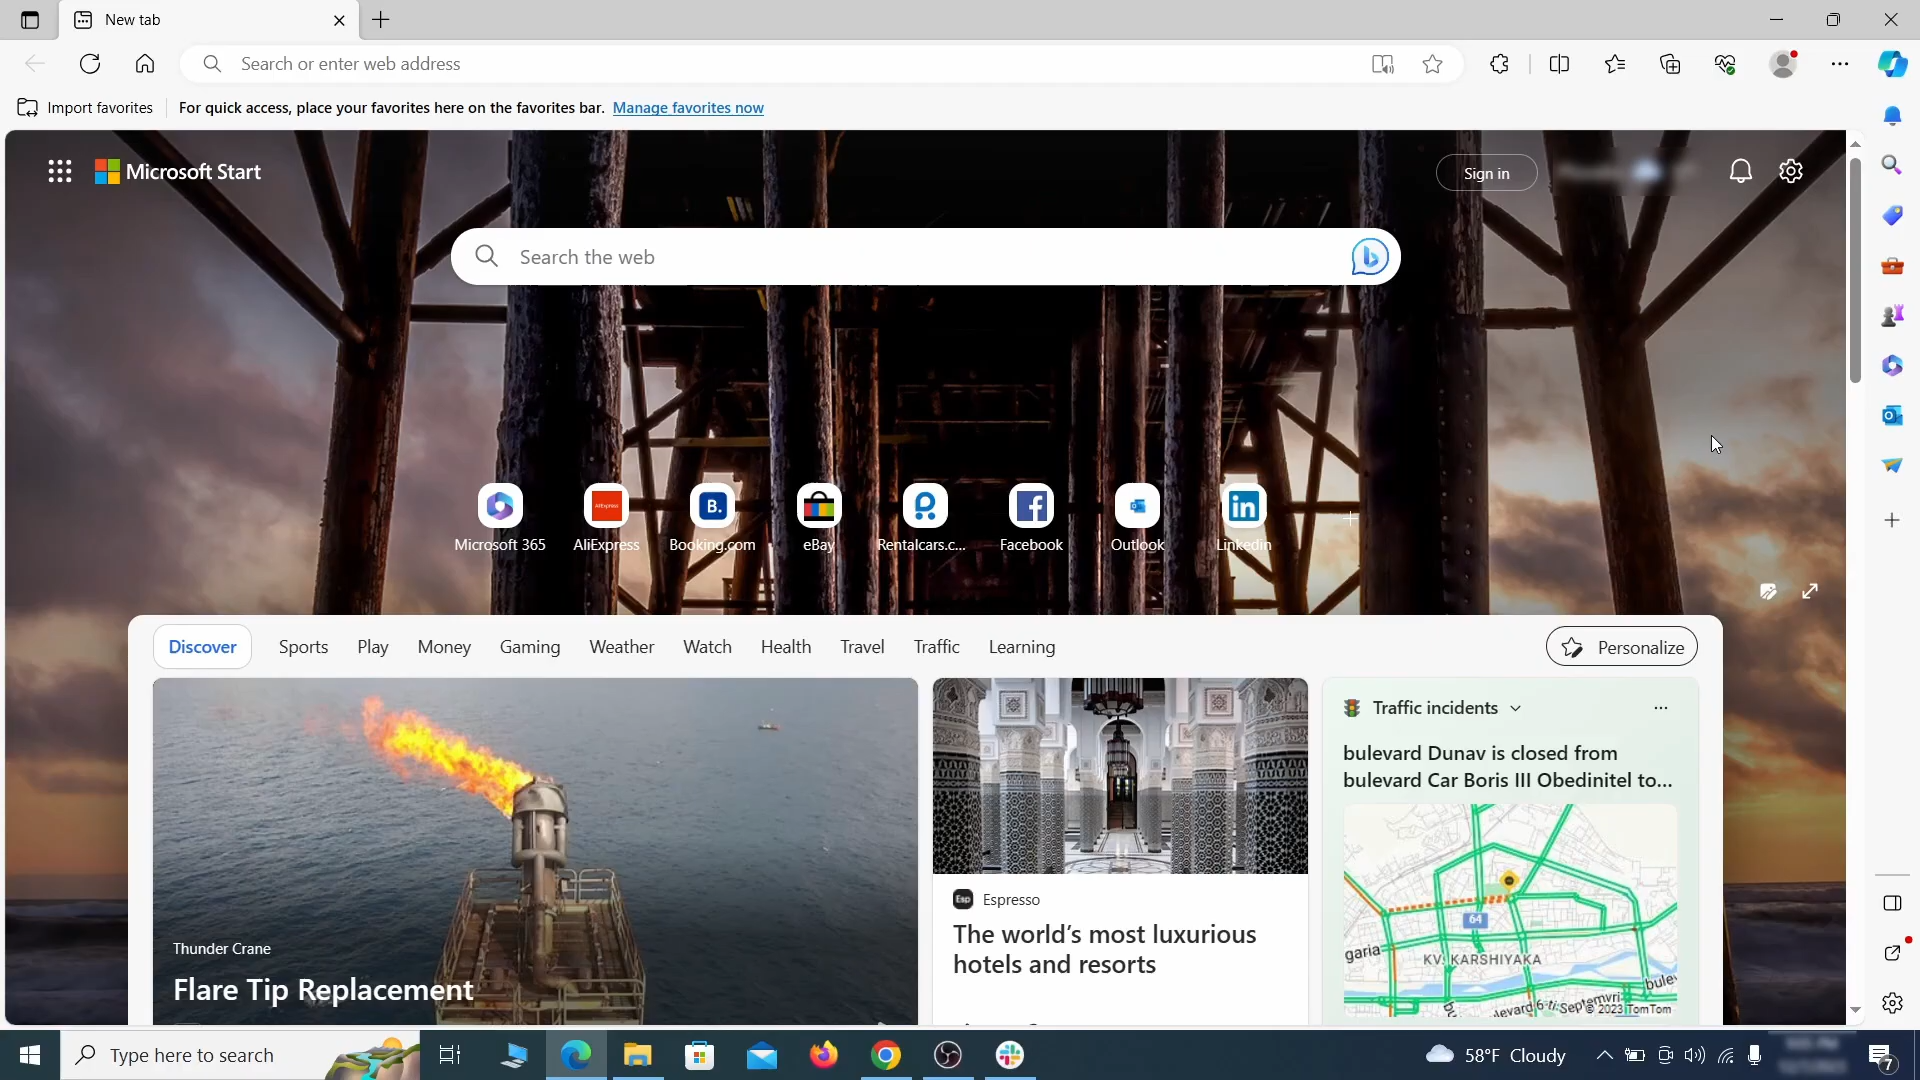 New tab
Search or enter web address
Import favorites
For quick access, place your favorites here on the favorites bar. Manage favorites now
Microsoft Start
Sign in
Search the web
Microsoft 365
AliExpress
Booking.com
eBay
Rentalcars.c...
Facebook
Outlook
LinkedIn
Discover
Sports
Play
Money
Gaming
Weather
Watch
Health
Travel
Traffic
Learning
Personalize
Thunder Crane
Flare Tip Replacement
Esp
Espresso
The world's most luxurious
hotels and resorts
Traffic incidents
bulevard Dunav is closed from
bulevard Car Boris III Obedinitel to...
64
garia
KV. KARSHIYAKA
© 2023 TomTom
Type here to search
58°F Cloudy
7